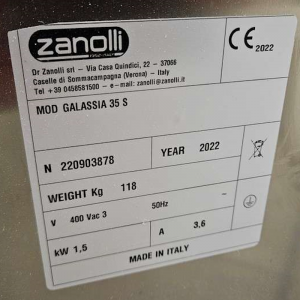 zanolli
CE 2022
Dr Zanolli srl - Via Casa Quindici, 22 - 37066
Caselle di Sommacampagna (Verona) - Italy
Tel +39 0458581500 - e-mail: zanolli@zanolli.it
MOD GALASSIA 35 S
N 220903878 YEAR 2022
WEIGHT Kg 118
V 400 Vac 3 50Hz
kW 1,5 A 3,6
MADE IN ITALY